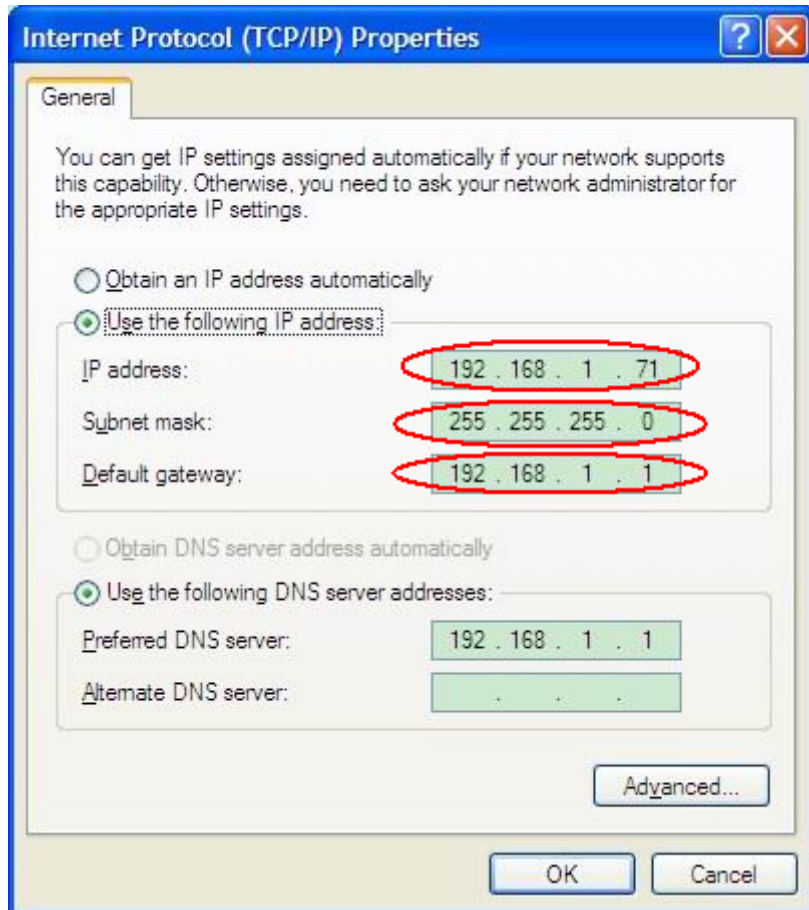 Internet Protocol (TCP/IP) Properties
General
You can get IP settings assigned automatically if your network supports
this capability. Otherwise, you need to ask your network administrator for
the appropriate IP settings.
Obtain an IP address automatically
Use the following IP address:
IP address: 192 . 168 . 1 . 71
Subnet mask: 255 . 255 . 255 . 0
Default gateway: 192 . 168 . 1 . 1
Obtain DNS server address automatically
Use the following DNS server addresses:
Preferred DNS server: 192 . 168 . 1 . 1
Alternate DNS server: . . .
Advanced...
OK Cancel